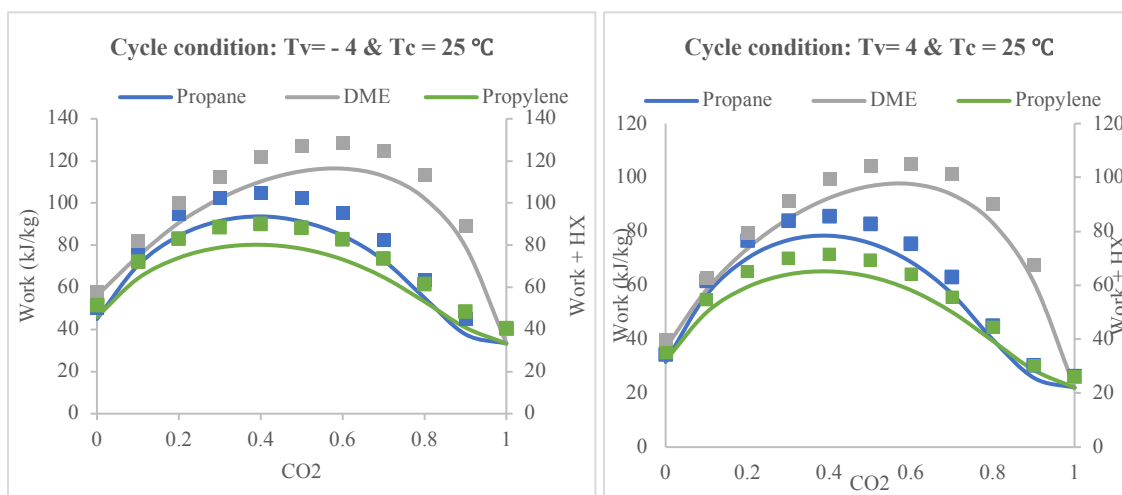 Cycle condition: Tv= - 4 & Tc = 25 ℃
Propane DME Propylene
140 140
120 120
100 100
80 80
60 60
40 40
20 20
0 0
Work (kJ/kg)
Work + HX
0 0.2 0.4 0.6 0.8 1
CO2
Cycle condition: Tv= 4 & Tc = 25 ℃
Propane DME Propylene
120 120
100 100
80 80
60 60
40 40
20 20
0 0
Work (kJ/kg)
Work + HX
0 0.2 0.4 0.6 0.8 1
CO2